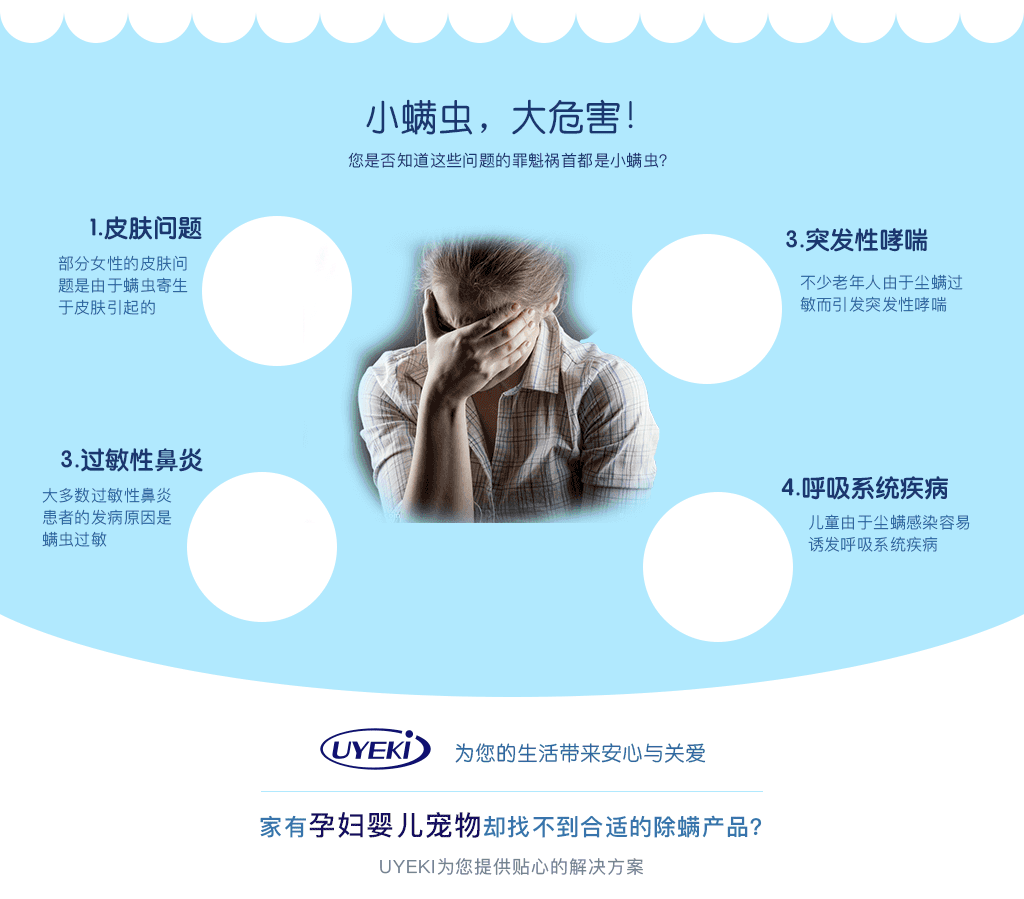 小螨虫，大危害！
您是否知道这些问题的罪魁祸首都是小螨虫?
1.皮肤问题
部分女性的皮肤问
题是由于螨虫寄生
于皮肤引起的
3.突发性哮喘
不少老年人由于尘螨过
敏而引发突发性哮喘
3.过敏性鼻炎
大多数过敏性鼻炎
患者的发病原因是
螨虫过敏
4.呼吸系统疾病
儿童由于尘螨感染容易
诱发呼吸系统疾病
UYEKI 为您的生活带来安心与关爱
家有孕妇婴儿宠物却找不到合适的除螨产品?
UYEKI为您提供贴心的解决方案